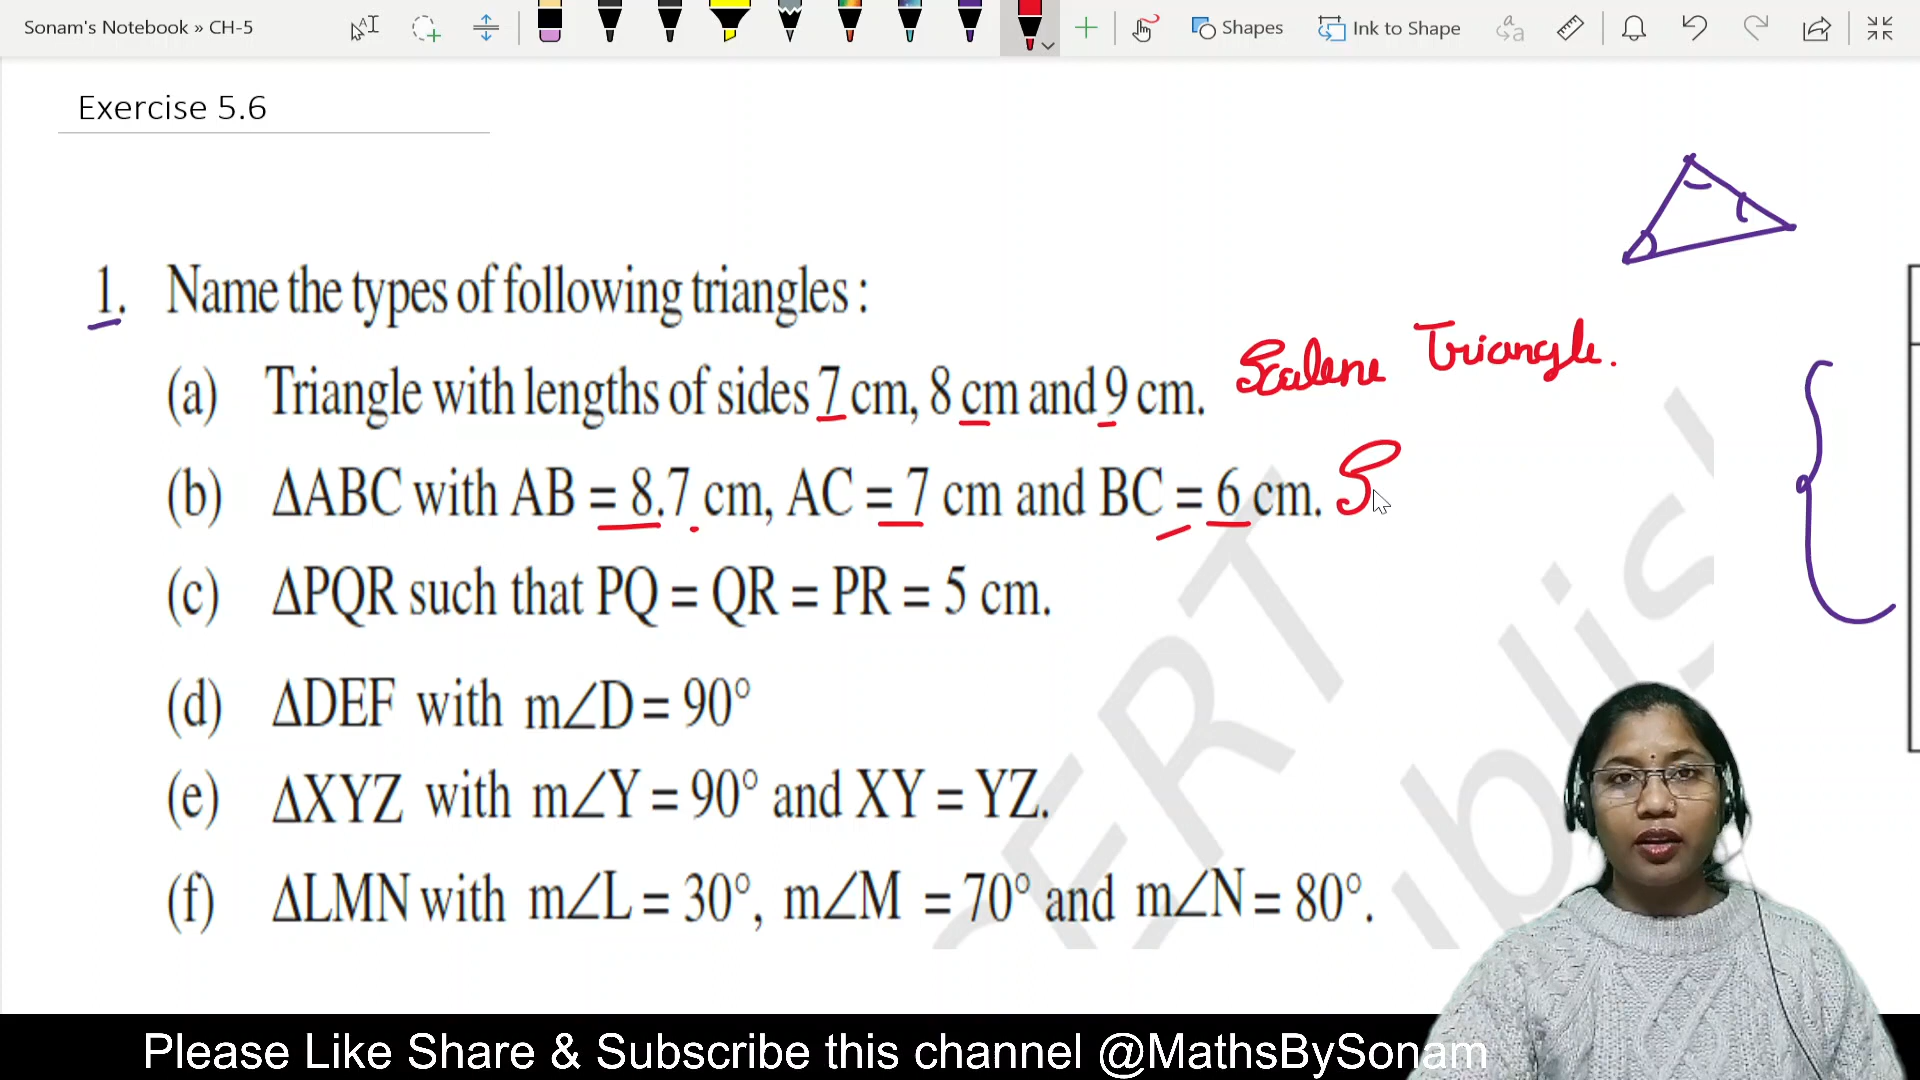 Sonam's Notebook » CH-5
Shapes
Ink to Shape
Exercise 5.6
1. Name the types of following triangles :
(a) Triangle with lengths of sides 7 cm, 8 cm and 9 cm. Scalene Triangle.
(b) ΔABC with AB = 8.7 cm, AC = 7 cm and BC = 6 cm. S
(c) ΔPQR such that PQ = QR = PR = 5 cm.
(d) ΔDEF with m∠D = 90°
(e) ΔXYZ with m∠Y = 90° and XY = YZ.
(f) ΔLMN with m∠L = 30°, m∠M = 70° and m∠N = 80°.
Please Like Share & Subscribe this channel @MathsBySonam